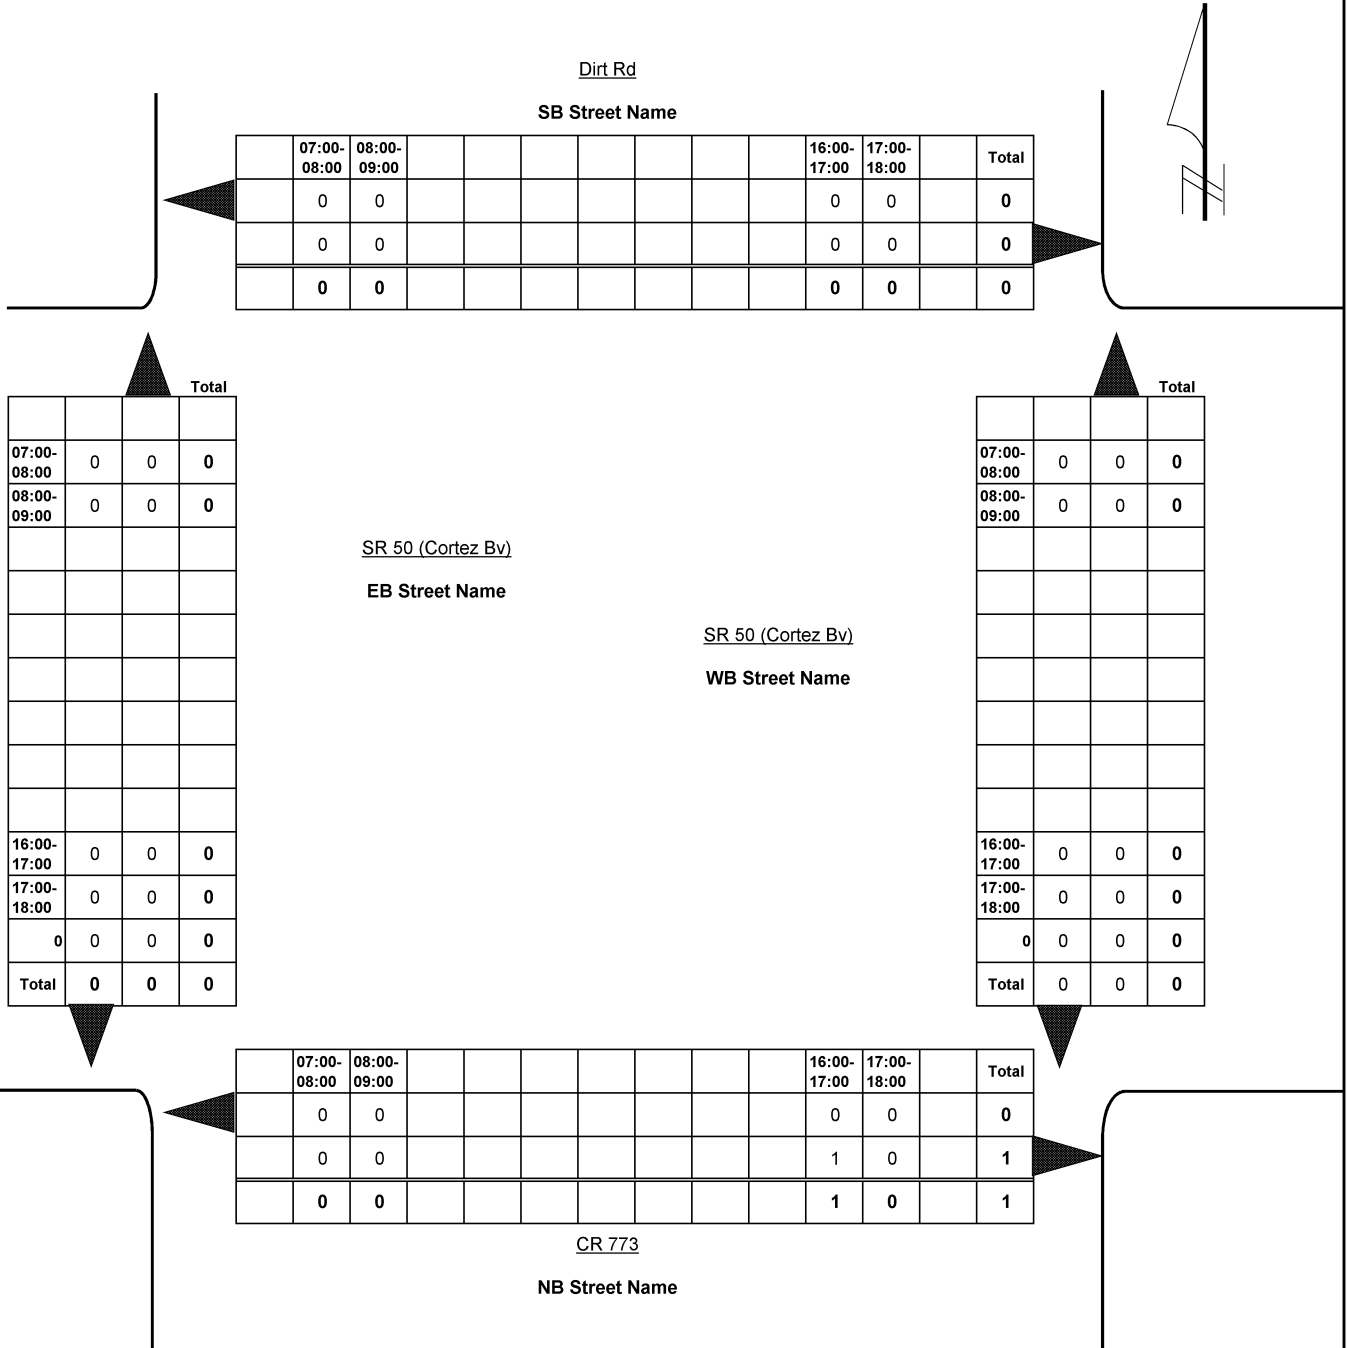 Dirt Rd
SB Street Name
07:00-08:00 08:00-09:00 16:00-17:00 17:00-18:00 Total
0 0 0 0 0
0 0 0 0 0
0 0 0 0 0
Total
07:00-08:00 0 0 0
08:00-09:00 0 0 0
16:00-17:00 0 0 0
17:00-18:00 0 0 0
0 0 0 0
Total 0 0 0
SR 50 (Cortez Bv)
EB Street Name
SR 50 (Cortez Bv)
WB Street Name
Total
07:00-08:00 0 0 0
08:00-09:00 0 0 0
16:00-17:00 0 0 0
17:00-18:00 0 0 0
0 0 0 0
Total 0 0 0
07:00-08:00 08:00-09:00 16:00-17:00 17:00-18:00 Total
0 0 0 0 0
0 0 1 0 1
0 0 1 0 1
CR 773
NB Street Name